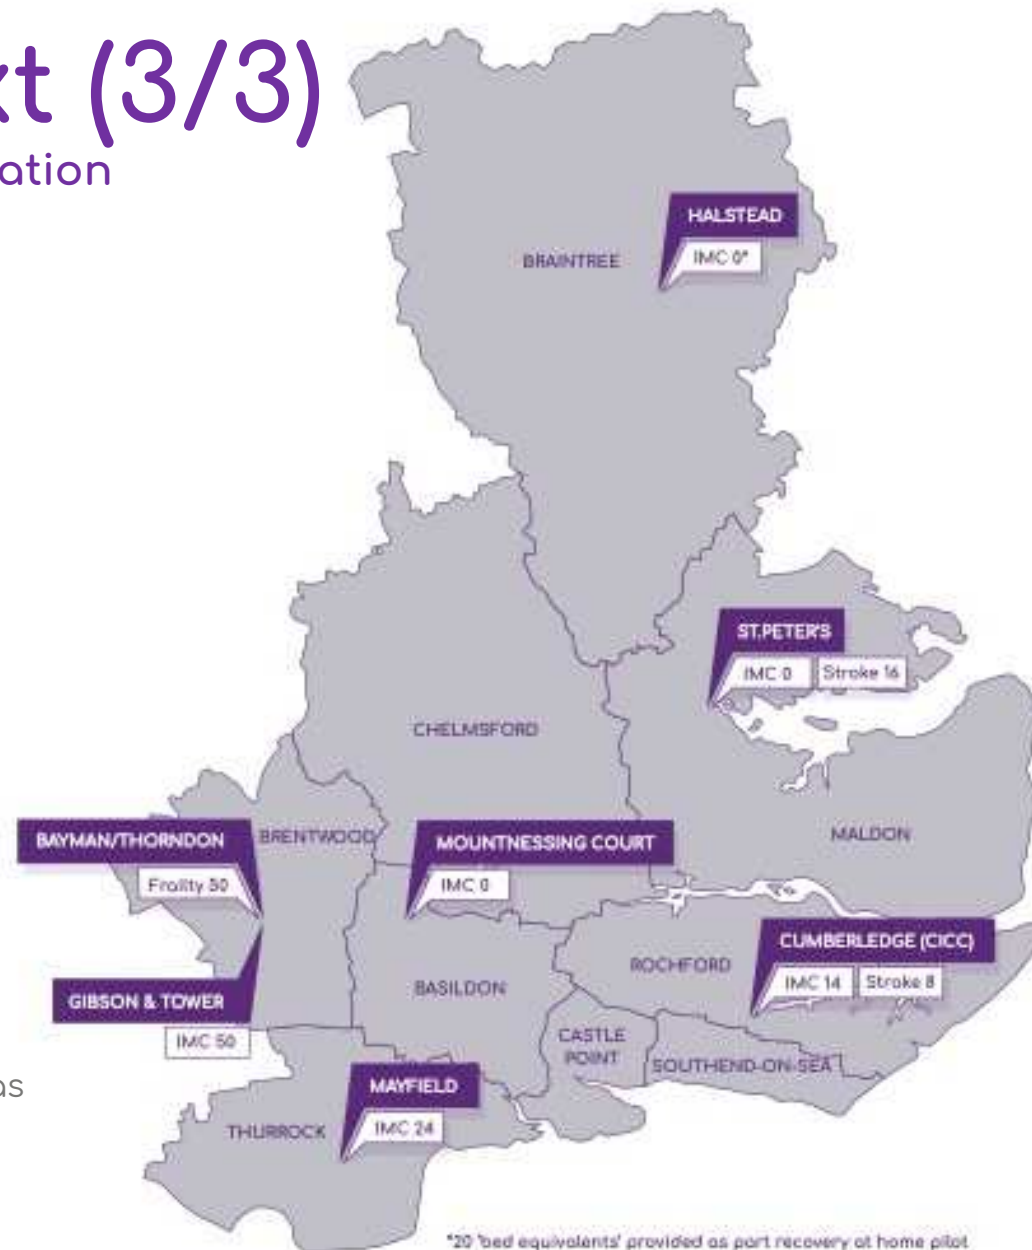 xt (3/3)
ation
HALSTEAD
IMC 0*
BRAINTREE
ST.PETER'S
IMC 0
Stroke 16
CHELMSFORD
BAYMAN/THORNDON
BRENTWOOD
MOUNTNESSING COURT
MALDON
IMC 0
CUMBERLEDGE (CICC)
ROCHFORD
IMC 14
Stroke 8
BASILDON
GIBSON & TOWER
IMC 50
CASTLE
POINT
SOUTHEND-ON-SEA
as
MAYFIELD
THURROCK
IMC 24
*20 'bed equivalents' provided as part recovery at home pilot